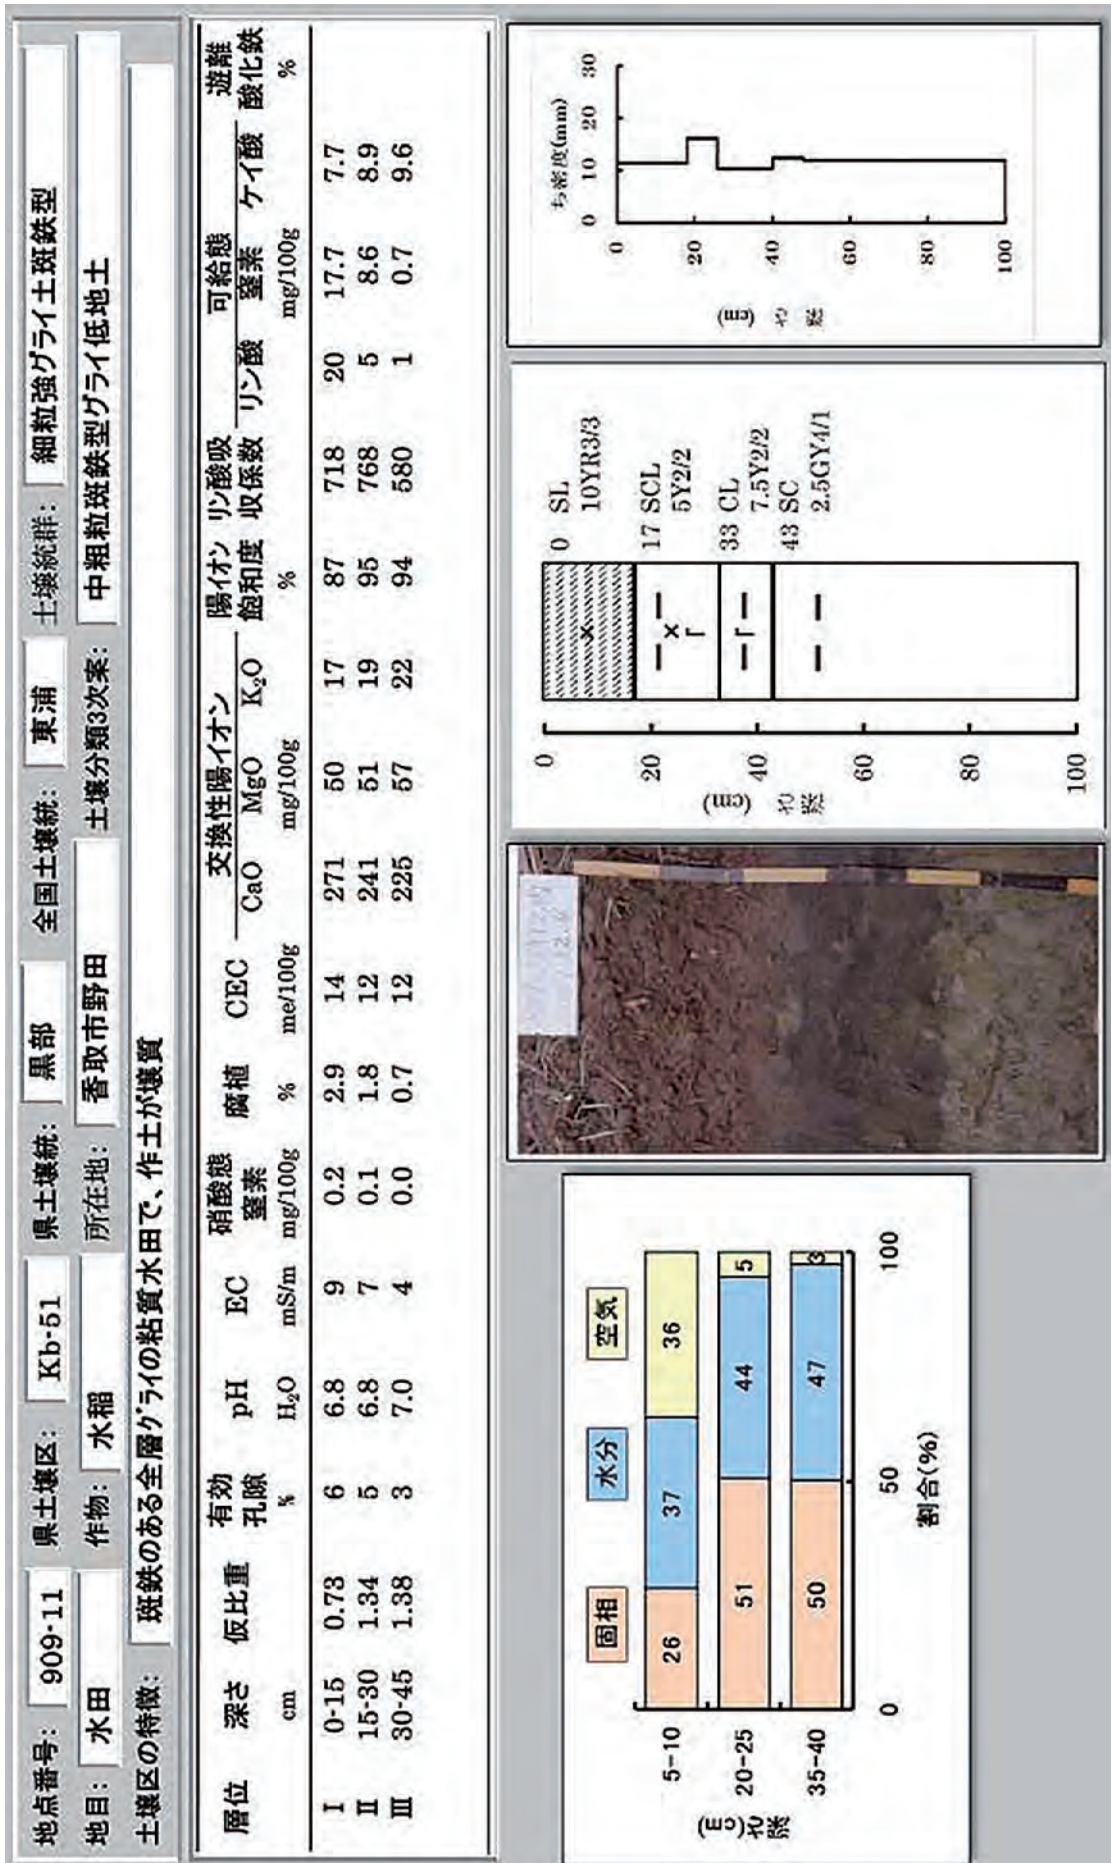 地点番号： 909-11 県土壌区： Kb-51 県土壌統： 黒部 全国土壌統： 東浦 土壌統群： 細粒強グライ土斑鉄型
地目： 水田 作物： 水稲 所在地： 香取市野田 土壌分類3次案： 中粗粒斑鉄型グライ低地土
土壌区の特徴： 斑鉄のある全層グライの粘質水田で、作土が壌質
層位 深さ 仮比重 有効孔隙 pH EC 硝酸態窒素 腐植 CEC 交換性陽イオン 陽イオン飽和度 リン酸吸収係数 可給態 遊離酸化鉄
CaO MgO K₂O リン酸 窒素 ケイ酸
cm % H₂O mS/m mg/100g % me/100g mg/100g % mg/100g %
I 0-15 0.73 6 6.8 9 0.2 2.9 14 271 50 17 87 718 20 17.7 7.7
II 15-30 1.34 5 6.8 7 0.1 1.8 12 241 51 19 95 768 5 8.6 8.9
III 30-45 1.38 3 7.0 4 0.0 0.7 12 225 57 22 94 580 1 0.7 9.6
固相 水分 空気
5-10 26 37 36
20-25 51 44 5
35-40 50 47 3
深さ(cm)
0 50 100
割合(%)
0
20
40
60
80
100
深さ (cm)
0 SL
10YR3/3
17 SCL
5Y2/2
33 CL
7.5Y2/2
43 SC
2.5GY4/1
ち密度(mm)
0 10 20 30
0
20
40
60
80
100
深さ (cm)